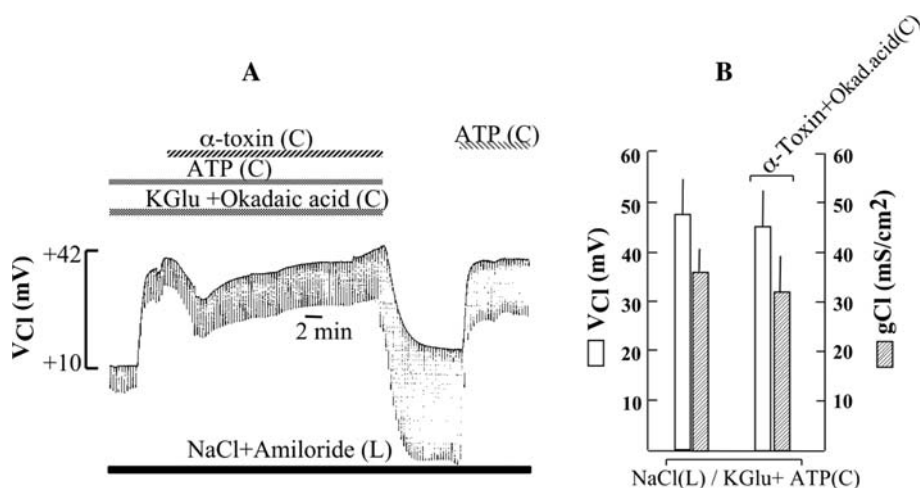 A
α-toxin (C)
ATP (C)
ATP (C)
KGlu +Okadaic acid (C)
+42
+10
VCl (mV)
2 min
NaCl+Amiloride (L)
B
α-Toxin+Okad.acid(C)
60
50
40
30
20
10
VCl (mV)
60
50
40
30
20
10
gCl (mS/cm²)
NaCl(L) / KGlu+ ATP(C)